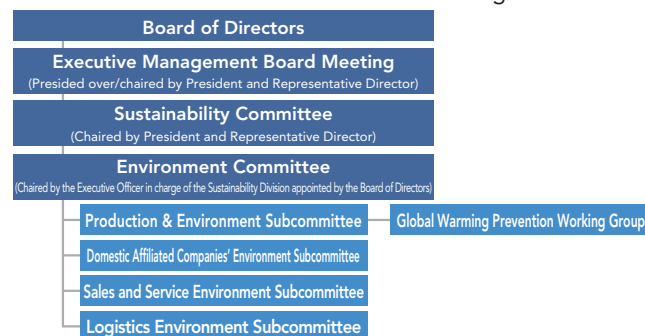 Board of Directors
Executive Management Board Meeting
(Presided over/chaired by President and Representative Director)
Sustainability Committee
(Chaired by President and Representative Director)
Environment Committee
(Chaired by the Executive Officer in charge of the Sustainability Division appointed by the Board of Directors)
Production & Environment Subcommittee
Global Warming Prevention Working Group
Domestic Affiliated Companies' Environment Subcommittee
Sales and Service Environment Subcommittee
Logistics Environment Subcommittee